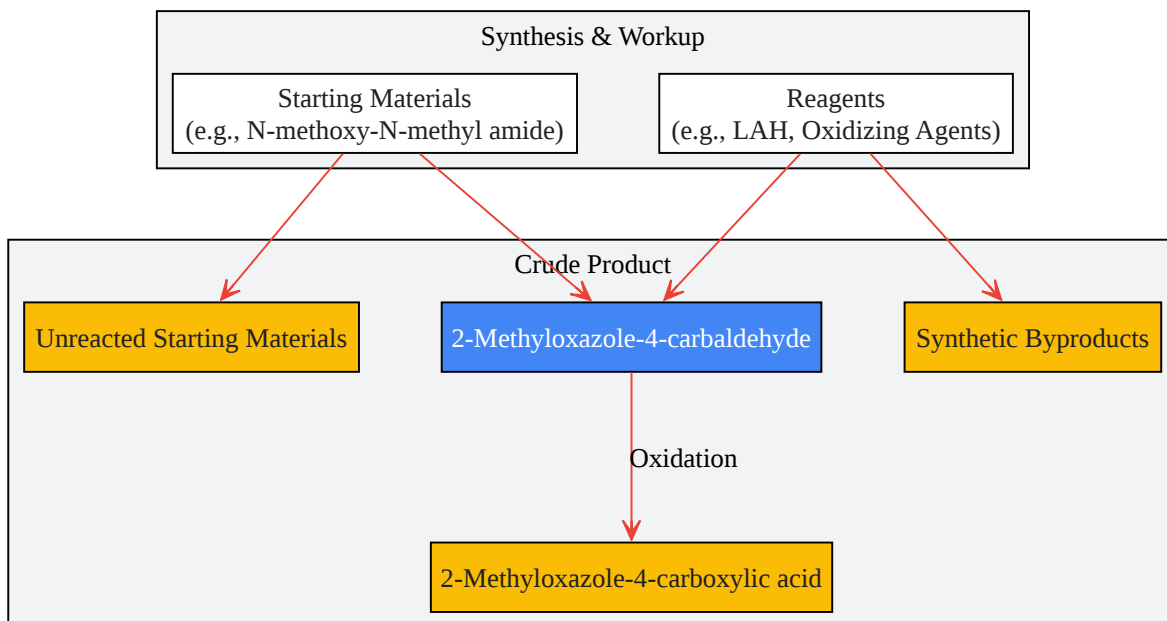 Synthesis & Workup
Starting Materials
(e.g., N-methoxy-N-methyl amide)
Reagents
(e.g., LAH, Oxidizing Agents)
Crude Product
Unreacted Starting Materials
2-Methyloxazole-4-carbaldehyde
Synthetic Byproducts
Oxidation
2-Methyloxazole-4-carboxylic acid